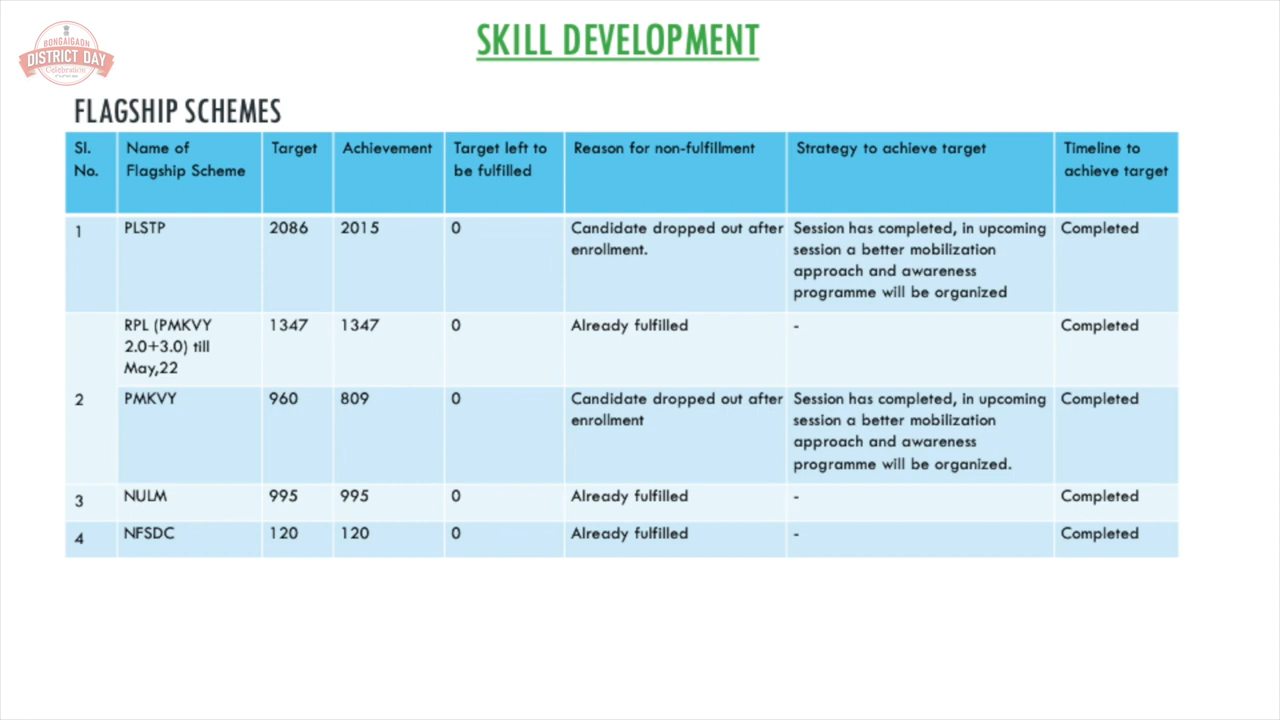 BONGAIGAON
DISTRICT DAY
Celebration
SKILL DEVELOPMENT
FLAGSHIP SCHEMES
Sl. No. Name of Flagship Scheme Target Achievement Target left to be fulfilled Reason for non-fulfillment Strategy to achieve target Timeline to achieve target
1 PLSTP 2086 2015 0 Candidate dropped out after enrollment. Session has completed, in upcoming session a better mobilization approach and awareness programme will be organized Completed
RPL (PMKVY 2.0+3.0) till May,22 1347 1347 0 Already fulfilled - Completed
2 PMKVY 960 809 0 Candidate dropped out after enrollment Session has completed, in upcoming session a better mobilization approach and awareness programme will be organized. Completed
3 NULM 995 995 0 Already fulfilled - Completed
4 NFSDC 120 120 0 Already fulfilled - Completed